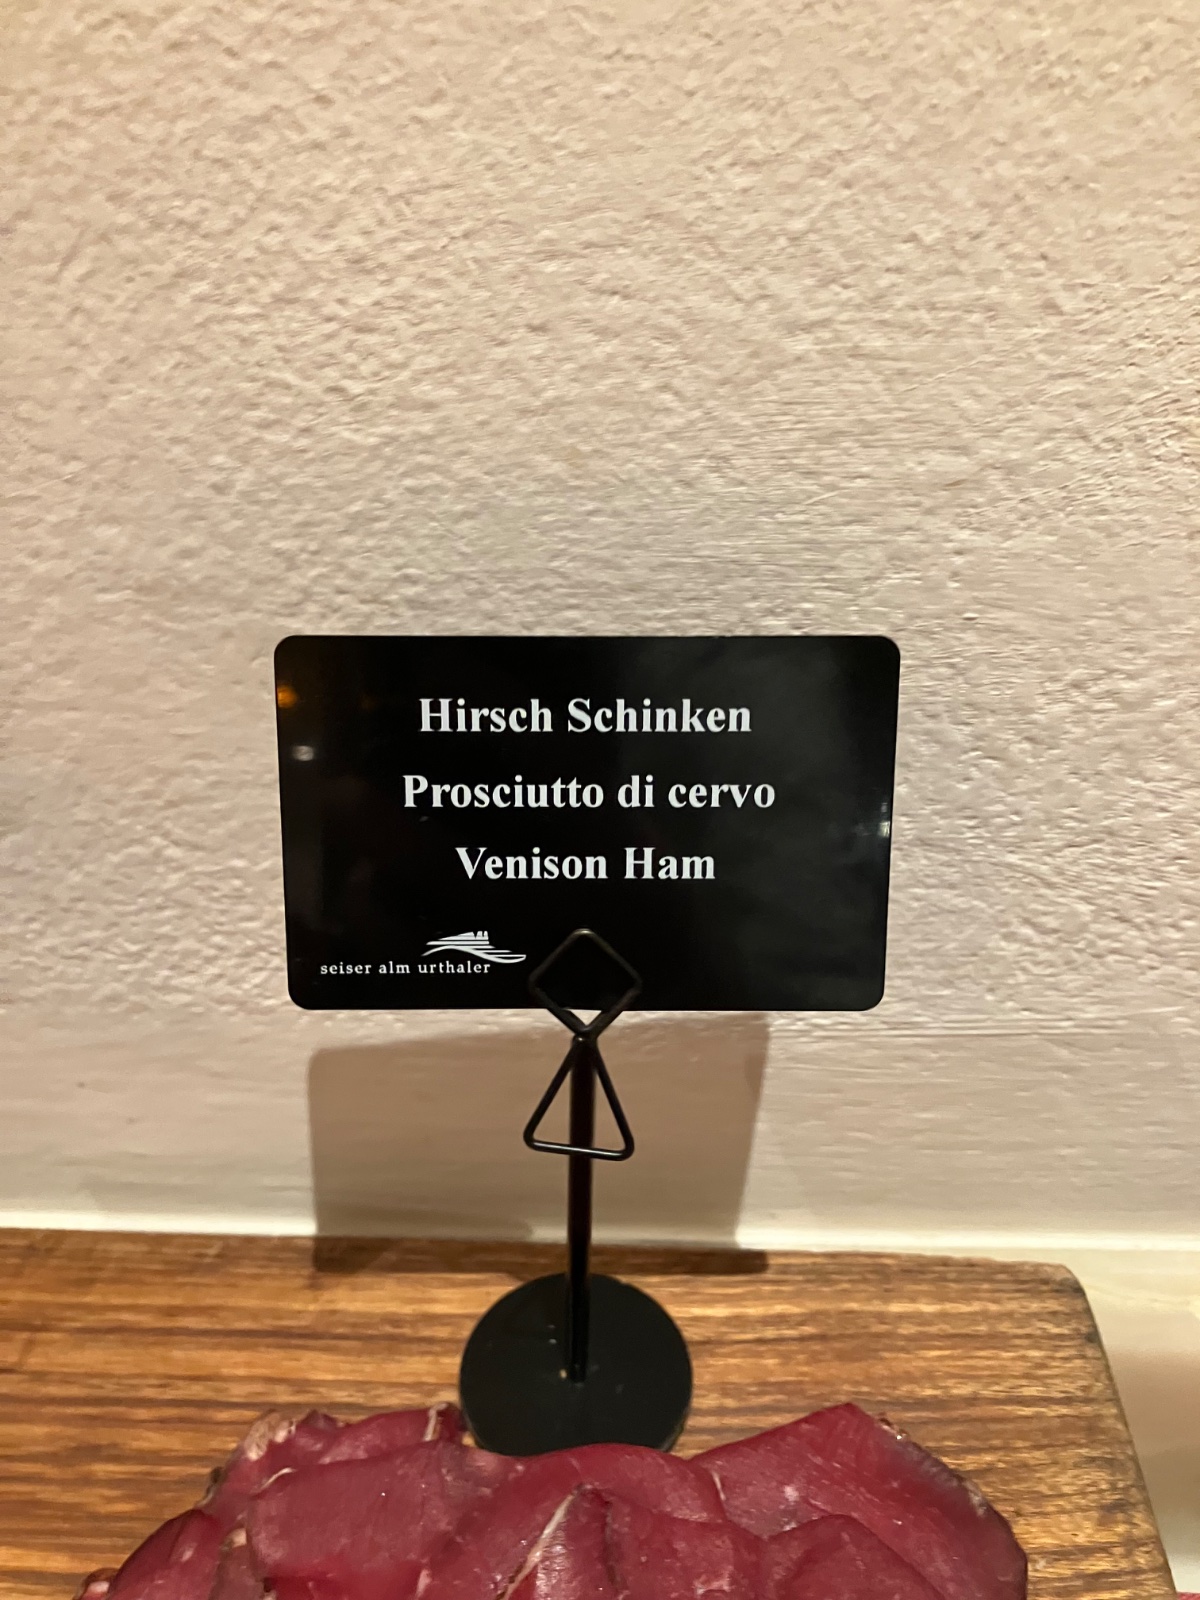 Hirsch Schinken
Prosciutto di cervo
Venison Ham
seiser alm urthaler